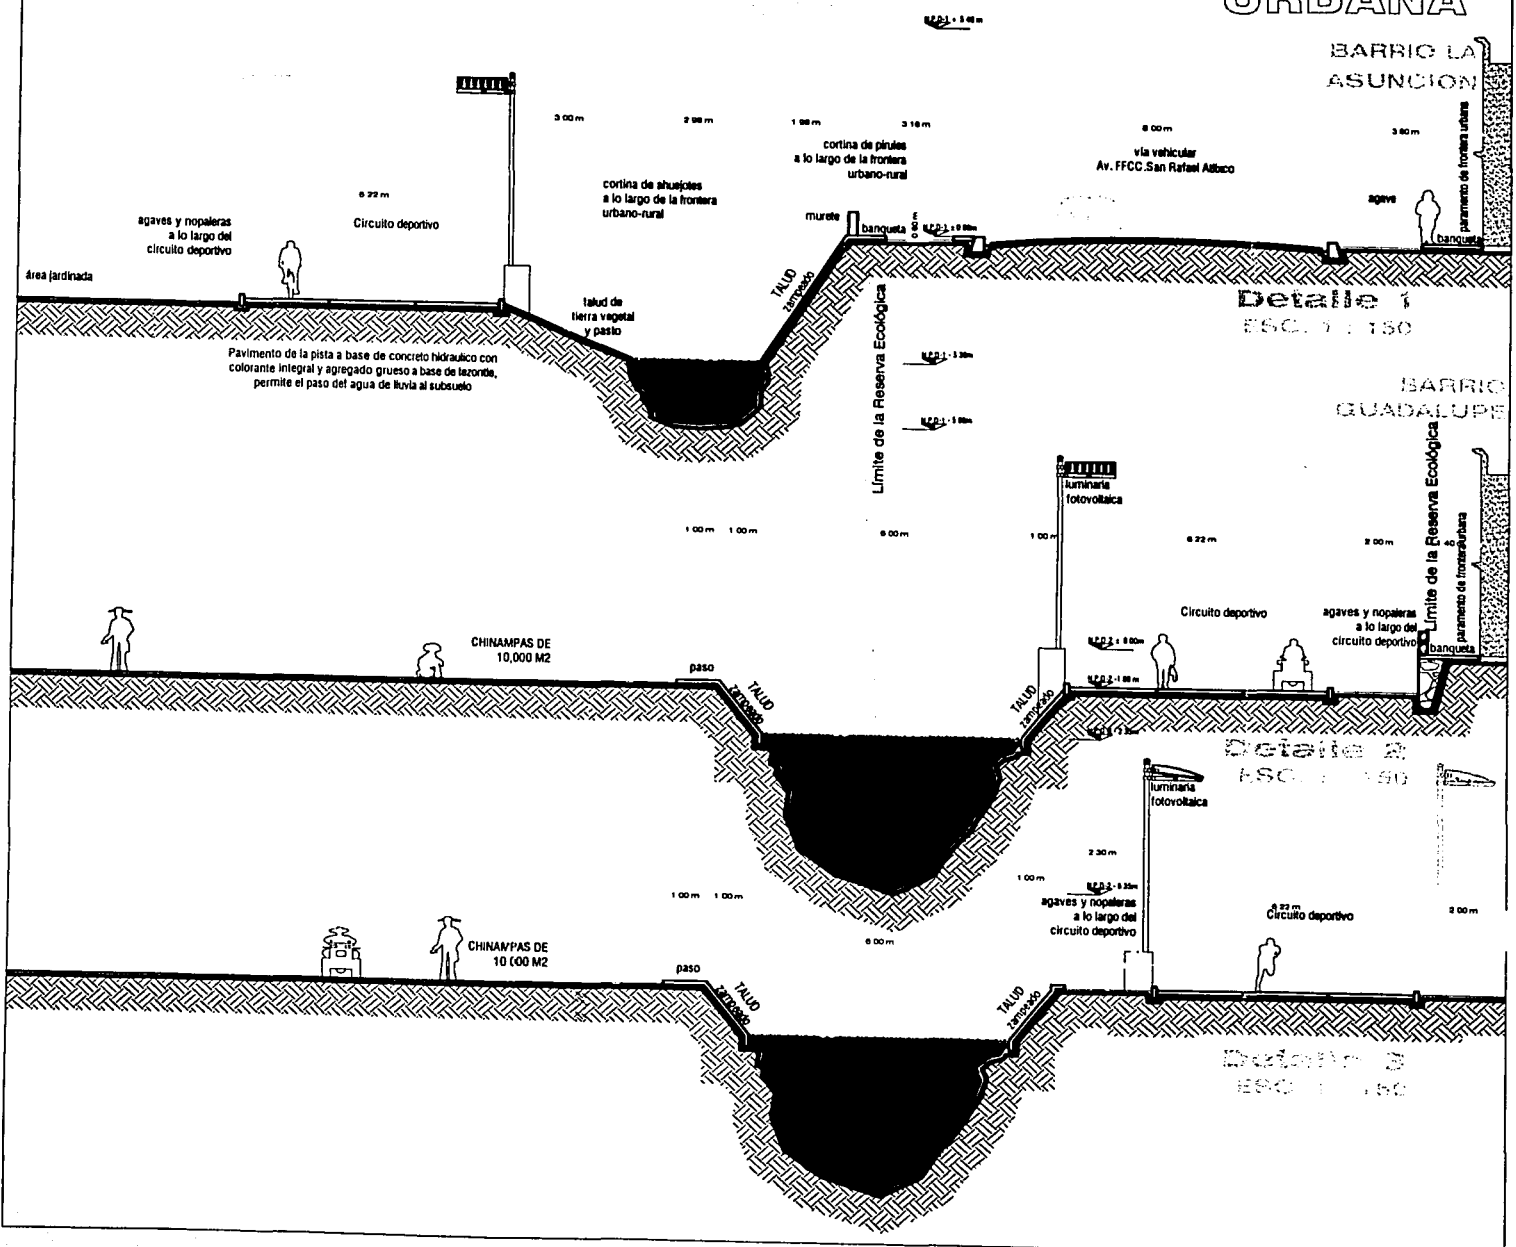 URBANA
BARRIO LA
ASUNCION
paramento de frontera urbana
3.00 m
2.98 m
1.98 m
3.16 m
8.00 m
3.80 m
cortina de pirules
a lo largo de la frontera
urbano-rural
vía vehicular
Av. FFCC.San Rafael Atlixco
cortina de ahuejotes
a lo largo de la frontera
urbano-rural
6.22 m
Circuito deportivo
agaves y nopaleras
a lo largo del
circuito deportivo
agave
murete
banqueta
banqueta
área jardinada
TALUD
zampeado
talud de
tierra vegetal
y pasto
Límite de la Reserva Ecológica
Detalle 1
ESC. 1 : 150
Pavimento de la pista a base de concreto hidraulico con
colorante integral y agregado grueso a base de tezontle,
permite el paso del agua de lluvia al subsuelo
BARRIO
GUADALUPE
Límite de la Reserva Ecológica
luminaria
fotovoltaica
1.00 m
1.00 m
6.00 m
1.00 m
6.22 m
2.00 m
CHINAMPAS DE
10,000 M2
Circuito deportivo
agaves y nopaleras
a lo largo del
circuito deportivo
banqueta
paso
TALUD
zampeado
TALUD
zampeado
Detalle 2
luminaria
fotovoltaica
2.30 m
1.00 m
1.00 m
1.00 m
6.00 m
agaves y nopaleras
a lo largo del
circuito deportivo
6.22 m
Circuito deportivo
2.00 m
CHINAMPAS DE
10 000 M2
paso
TALUD
zampeado
TALUD
zampeado
Detalle 3